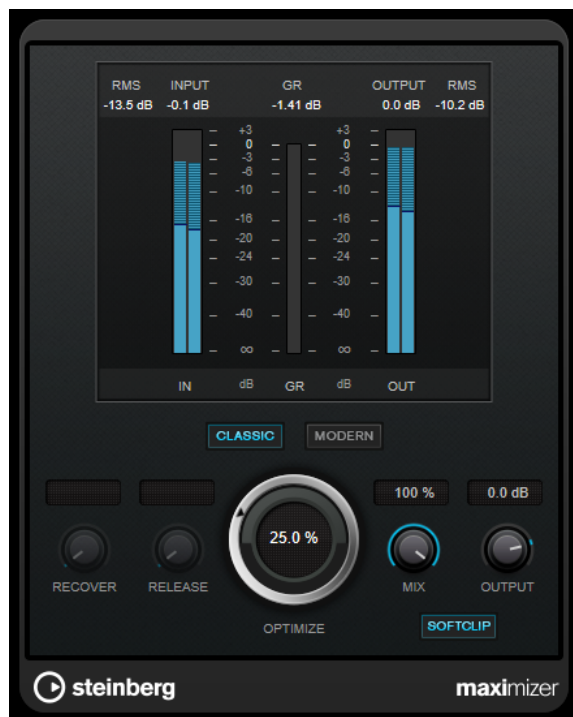 RMS INPUT GR OUTPUT RMS
-13.5 dB -0.1 dB -1.41 dB 0.0 dB -10.2 dB
+3 +3
0 0
-3 -3
-6 -6
-10 -10
-16 -16
-20 -20
-24 -24
-30 -30
-40 -40
∞ ∞
IN dB GR dB OUT
CLASSIC MODERN
100 % 0.0 dB
25.0 %
RECOVER RELEASE MIX OUTPUT
OPTIMIZE SOFTCLIP
steinberg maximizer